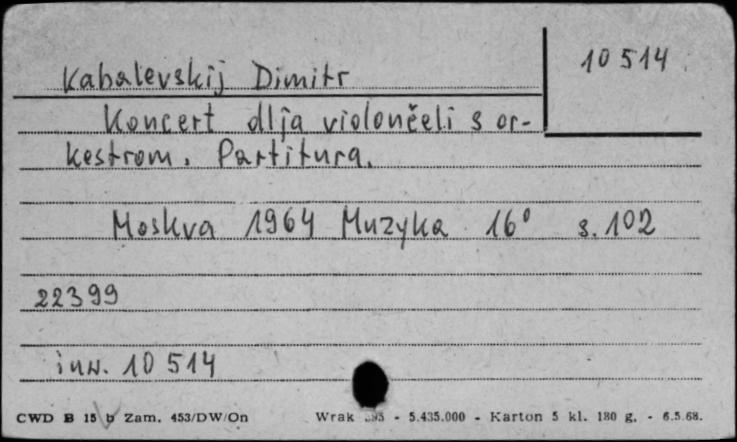 10 514
Kabalevskij Dimitr
Koncert dlja violončeli s or-
kestrom. Partitura.
Moskva 1964 Muzyka 16° s. 102
22399
inw. 10 514
CWD B 15 b Zam. 453/DW/On Wrak - 5.435.000 - Karton 5 kl. 180 g. - 6.5.68.